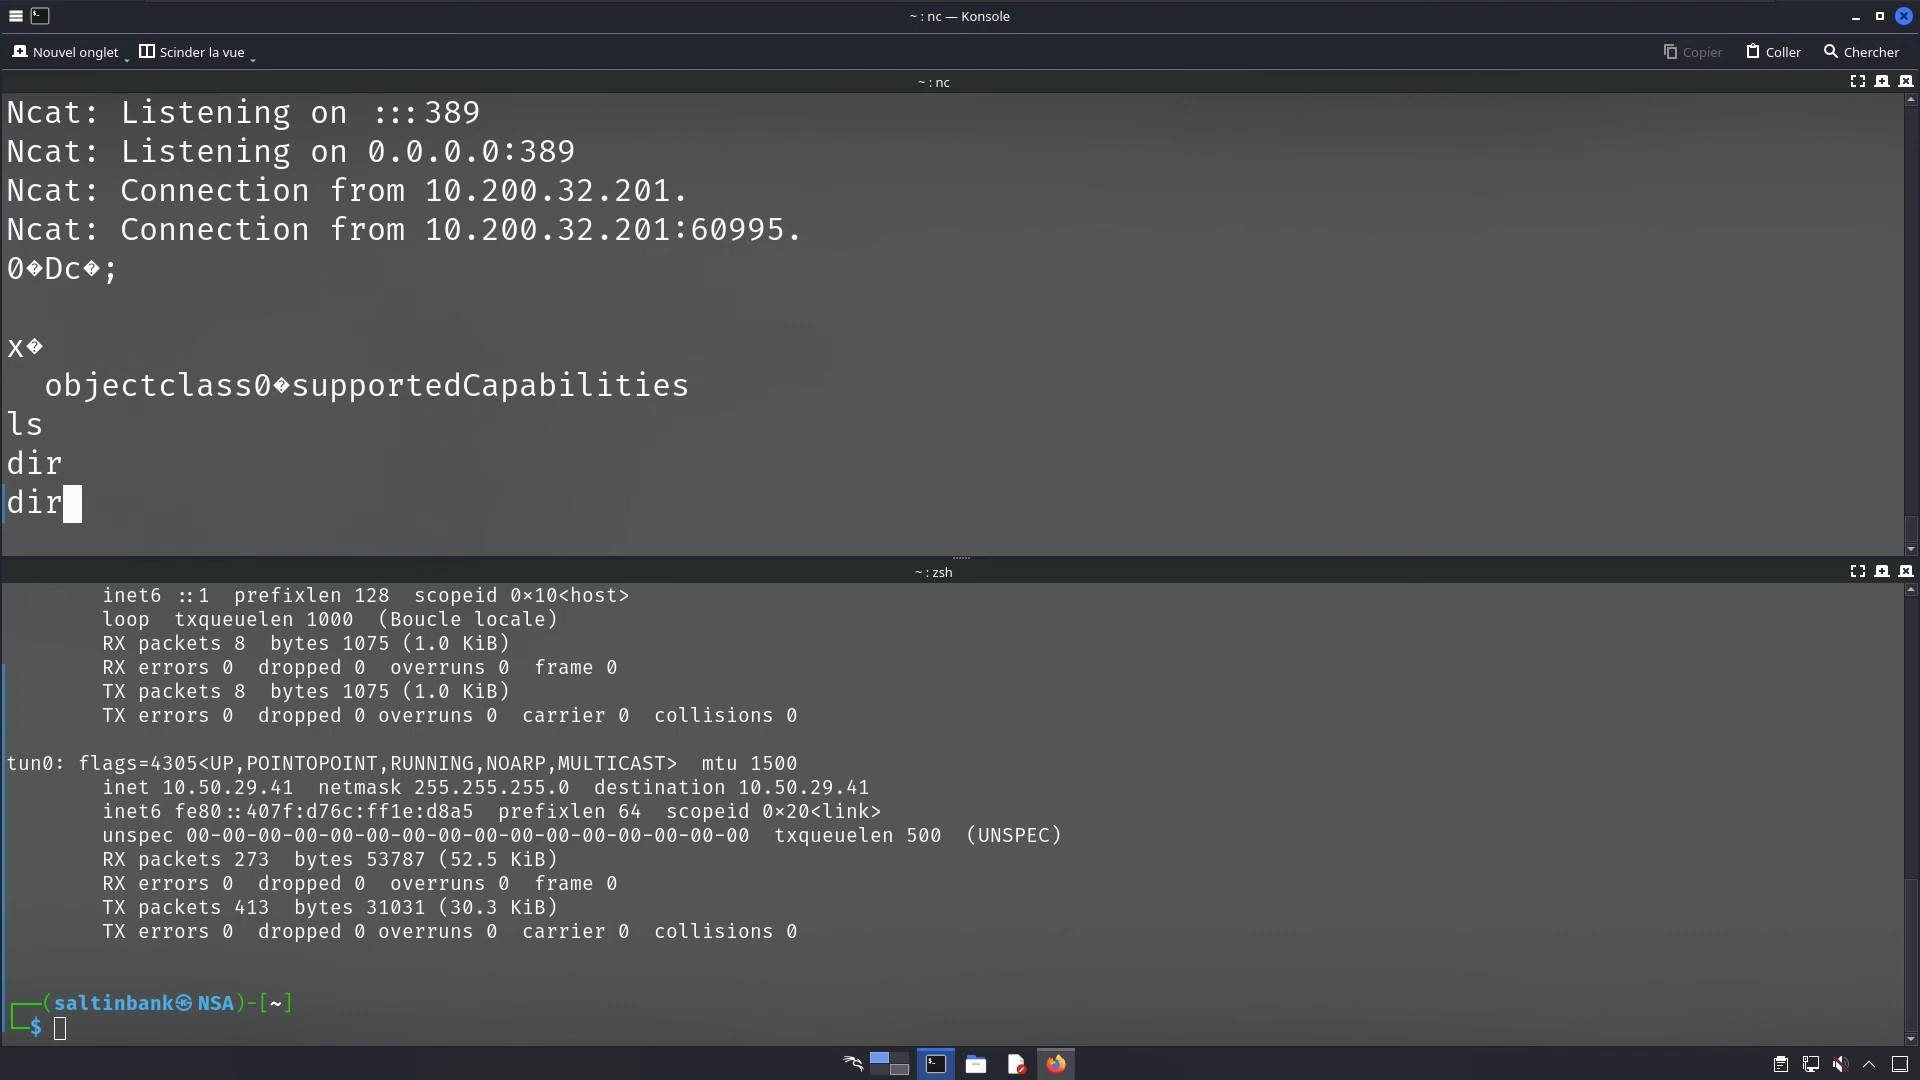 ~ : nc — Konsole
Nouvel onglet
Scinder la vue
Copier
Coller
Chercher
~ : nc
Ncat: Listening on :::389
Ncat: Listening on 0.0.0.0:389
Ncat: Connection from 10.200.32.201.
Ncat: Connection from 10.200.32.201:60995.
0�Dc�;
x�
objectclass0�supportedCapabilities
ls
dir
dir
~ : zsh
inet6 ::1  prefixlen 128  scopeid 0×10<host>
loop  txqueuelen 1000  (Boucle locale)
RX packets 8  bytes 1075 (1.0 KiB)
RX errors 0  dropped 0  overruns 0  frame 0
TX packets 8  bytes 1075 (1.0 KiB)
TX errors 0  dropped 0 overruns 0  carrier 0  collisions 0
tun0: flags=4305<UP,POINTOPOINT,RUNNING,NOARP,MULTICAST>  mtu 1500
inet 10.50.29.41  netmask 255.255.255.0  destination 10.50.29.41
inet6 fe80::407f:d76c:ff1e:d8a5  prefixlen 64  scopeid 0×20<link>
unspec 00-00-00-00-00-00-00-00-00-00-00-00-00-00-00-00  txqueuelen 500  (UNSPEC)
RX packets 273  bytes 53787 (52.5 KiB)
RX errors 0  dropped 0  overruns 0  frame 0
TX packets 413  bytes 31031 (30.3 KiB)
TX errors 0  dropped 0 overruns 0  carrier 0  collisions 0
┌──(saltinbank㉿NSA)-[~]
└─$